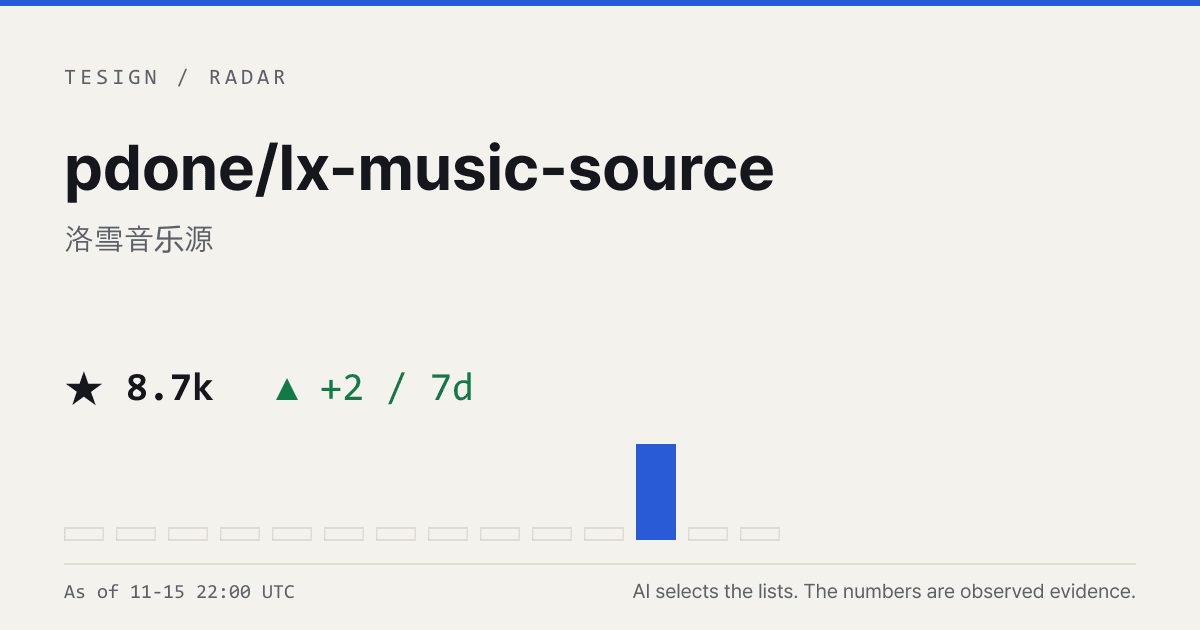 TESIGN / RADAR
pdone/lx-music-source
洛雪音乐源
★ 8.7k ▲ +2 / 7d
As of 11-15 22:00 UTC
AI selects the lists. The numbers are observed evidence.